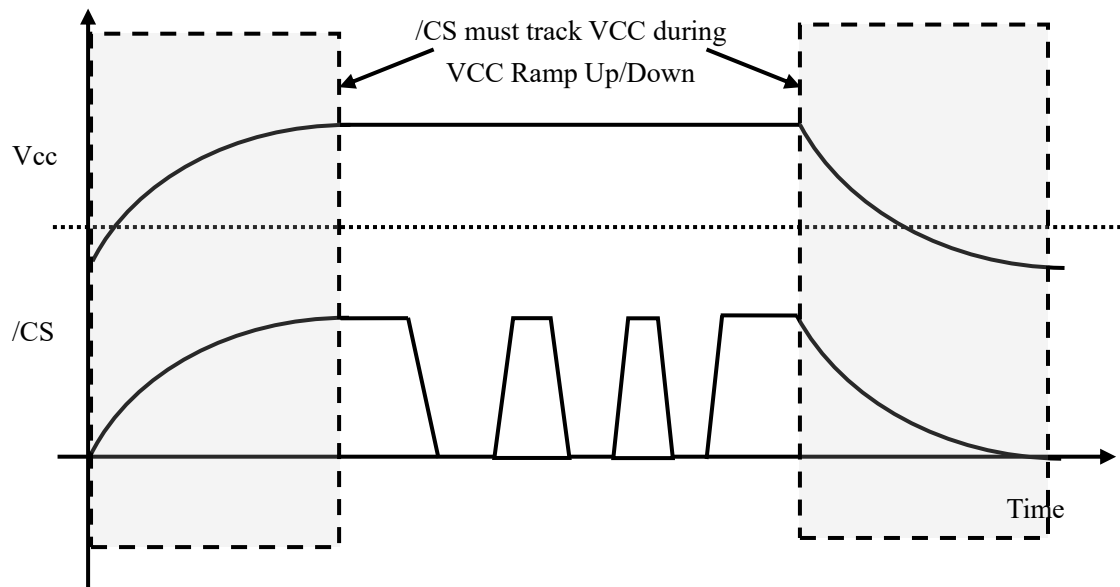 /CS must track VCC during
VCC Ramp Up/Down
Vcc
/CS
Time